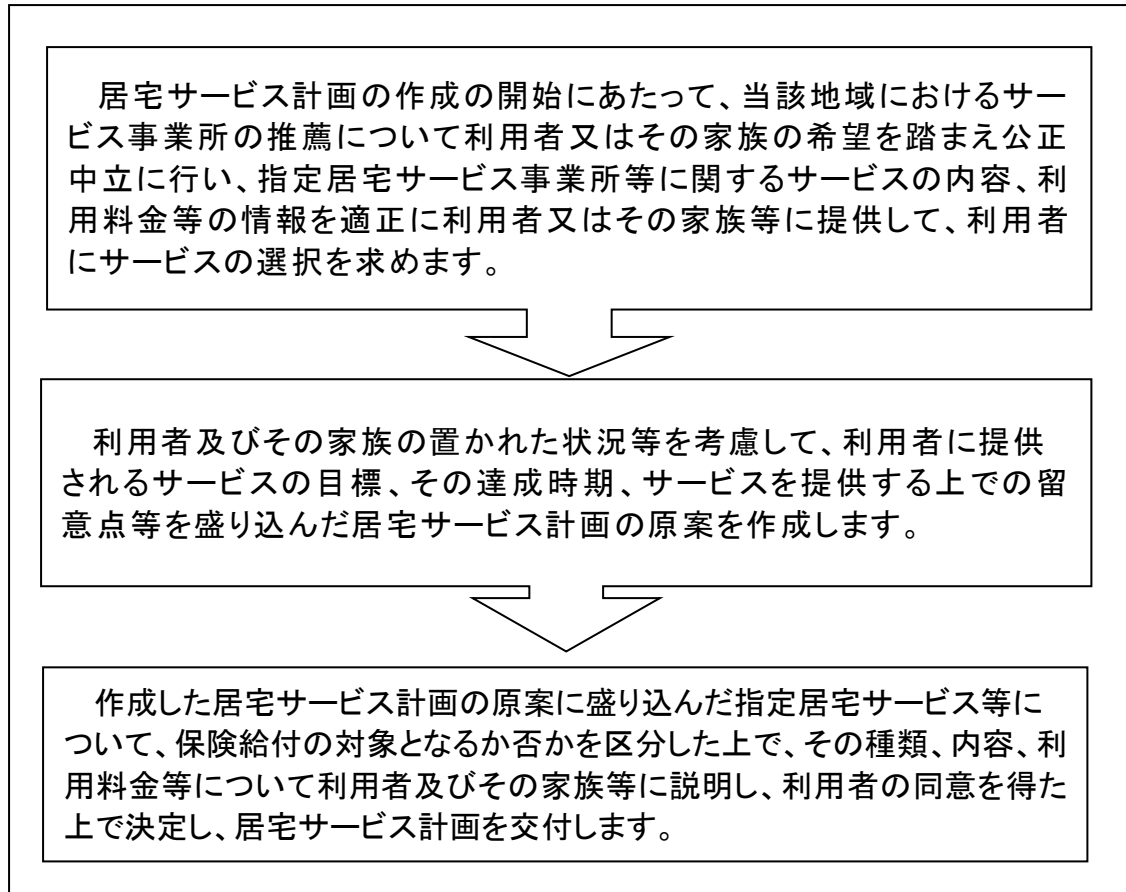 居宅サービス計画の作成の開始にあたって、当該地域におけるサー
ビス事業所の推薦について利用者又はその家族の希望を踏まえ公正
中立に行い、指定居宅サービス事業所等に関するサービスの内容、利
用料金等の情報を適正に利用者又はその家族等に提供して、利用者
にサービスの選択を求めます。
利用者及びその家族の置かれた状況等を考慮して、利用者に提供
されるサービスの目標、その達成時期、サービスを提供する上での留
意点等を盛り込んだ居宅サービス計画の原案を作成します。
作成した居宅サービス計画の原案に盛り込んだ指定居宅サービス等に
ついて、保険給付の対象となるか否かを区分した上で、その種類、内容、利
用料金等について利用者及びその家族等に説明し、利用者の同意を得た
上で決定し、居宅サービス計画を交付します。